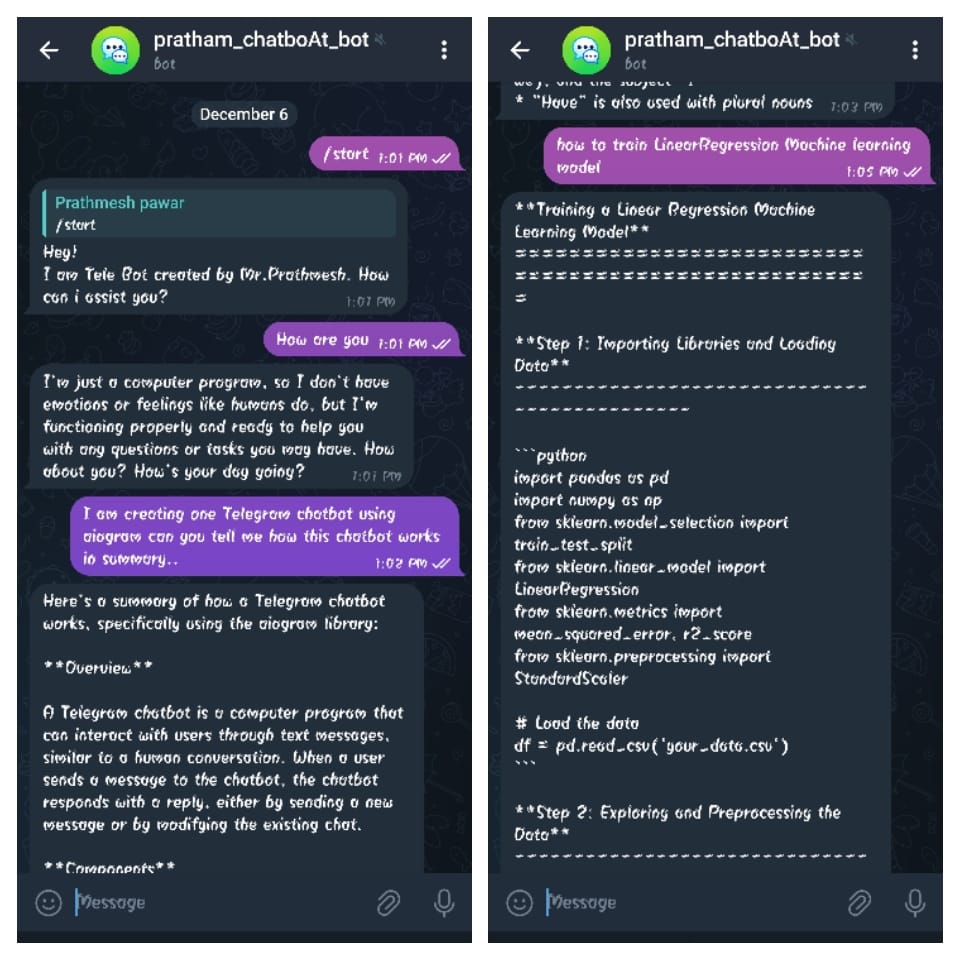 pratham_chatboAt_bot
bot
December 6
/start 1:01 PM
Prathmesh pawar
/start
Hey!
I am Tele Bot created by Mr.Prathmesh. How
can i assist you?
1:01 PM
How are you 1:01 PM
I'm just a computer program, so I don't have
emotions or feelings like humans do, but I'm
functioning properly and ready to help you
with any questions or tasks you may have. How
about you? How's your day going?
1:01 PM
I am creating one Telegram chatbot using
aiogram can you tell me how this chatbot works
in summary..
1:02 PM
Here's a summary of how a Telegram chatbot
works, specifically using the aiogram library:
**Overview**
A Telegram chatbot is a computer program that
can interact with users through text messages,
similar to a human conversation. When a user
sends a message to the chatbot, the chatbot
responds with a reply, either by sending a new
message or by modifying the existing chat.
**Components**
Message
pratham_chatboAt_bot
bot
and the subject
* "Have" is also used with plural nouns 1:03 PM
how to train LinearRegression Machine learning
model
1:05 PM
**Training a Linear Regression Machine
Learning Model**
==========================
==========================
=
**Step 1: Importing Libraries and Loading
Data**
--------------------------------
----------------
```python
import pandas as pd
import numpy as np
from sklearn.model_selection import
train_test_split
from sklearn.linear_model import
LinearRegression
from sklearn.metrics import
mean_squared_error, r2_score
from sklearn.preprocessing import
StandardScaler
# Load the data
df = pd.read_csv('your_data.csv')
```
**Step 2: Exploring and Preprocessing the
Data**
--------------------------------
Message